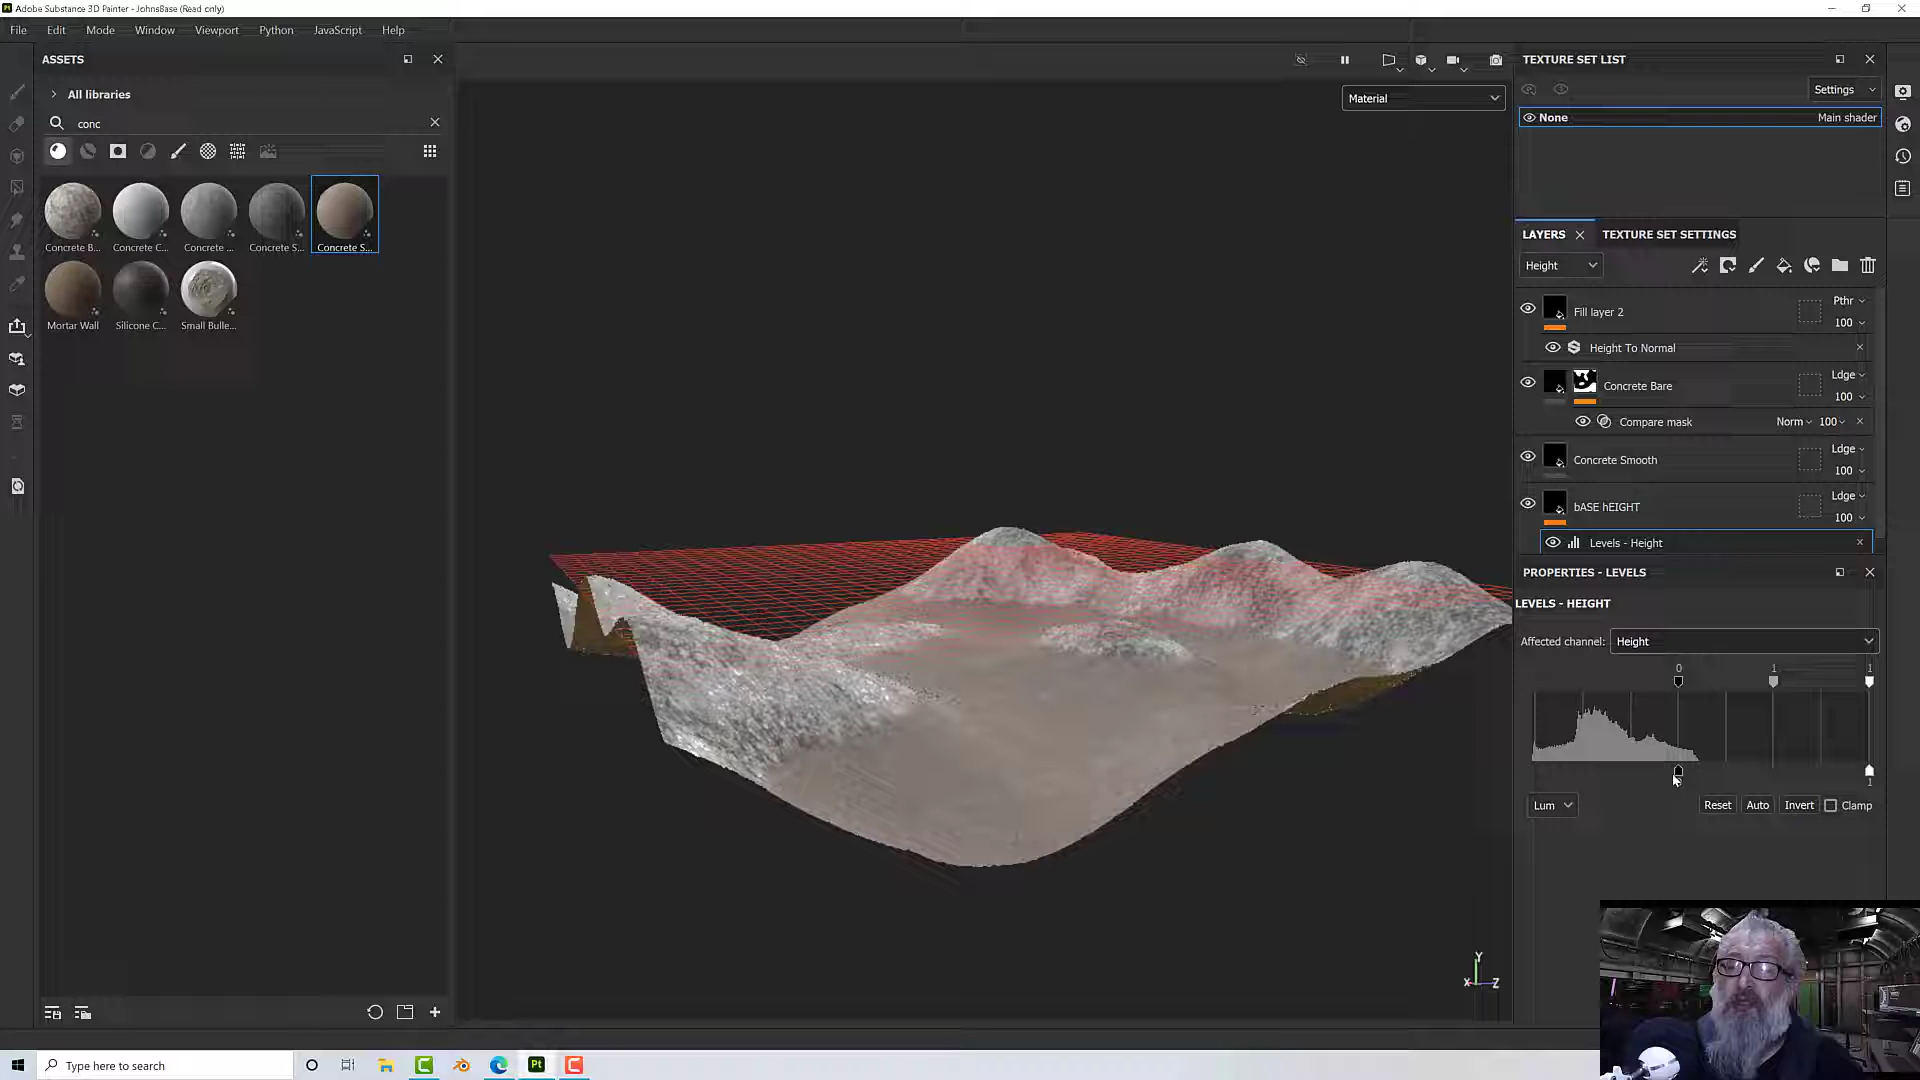 Pt Adobe Substance 3D Painter - JohnsBase (Read only)
File Edit Mode Window Viewport Python JavaScript Help
ASSETS
All libraries
conc
Concrete B... Concrete C... Concrete ... Concrete S... Concrete S...
Mortar Wall Silicone C... Small Bulle...
Material
Y
X Z
TEXTURE SET LIST
Settings
None Main shader
LAYERS TEXTURE SET SETTINGS
Height
Fill layer 2 Pthr
100
Height To Normal
Concrete Bare Ldge
100
Compare mask Norm 100
Concrete Smooth Ldge
100
bASE hEIGHT Ldge
100
Levels - Height
PROPERTIES - LEVELS
LEVELS - HEIGHT
Affected channel: Height
0 1 1
1
Lum Reset Auto Invert Clamp
Type here to search
Pt